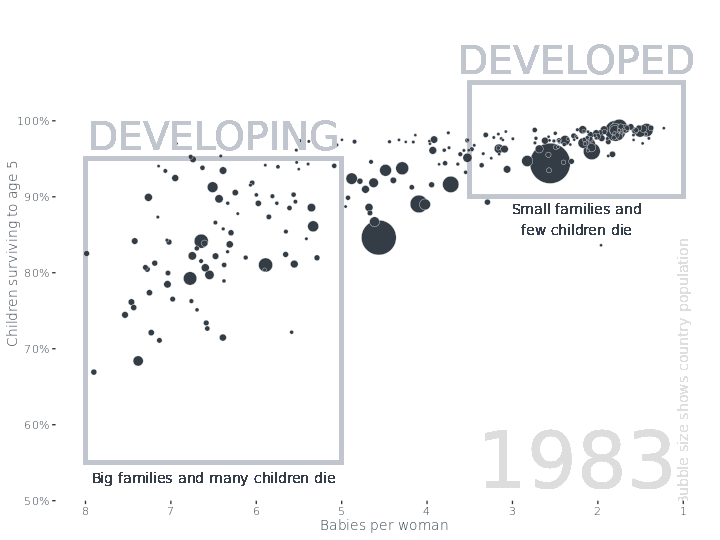 DEVELOPED
DEVELOPING
100%
90%
80%
70%
60%
50%
Children surviving to age 5
Small families and
few children die
Big families and many children die
1983
Bubble size shows country population
8 7 6 5 4 3 2 1
Babies per woman